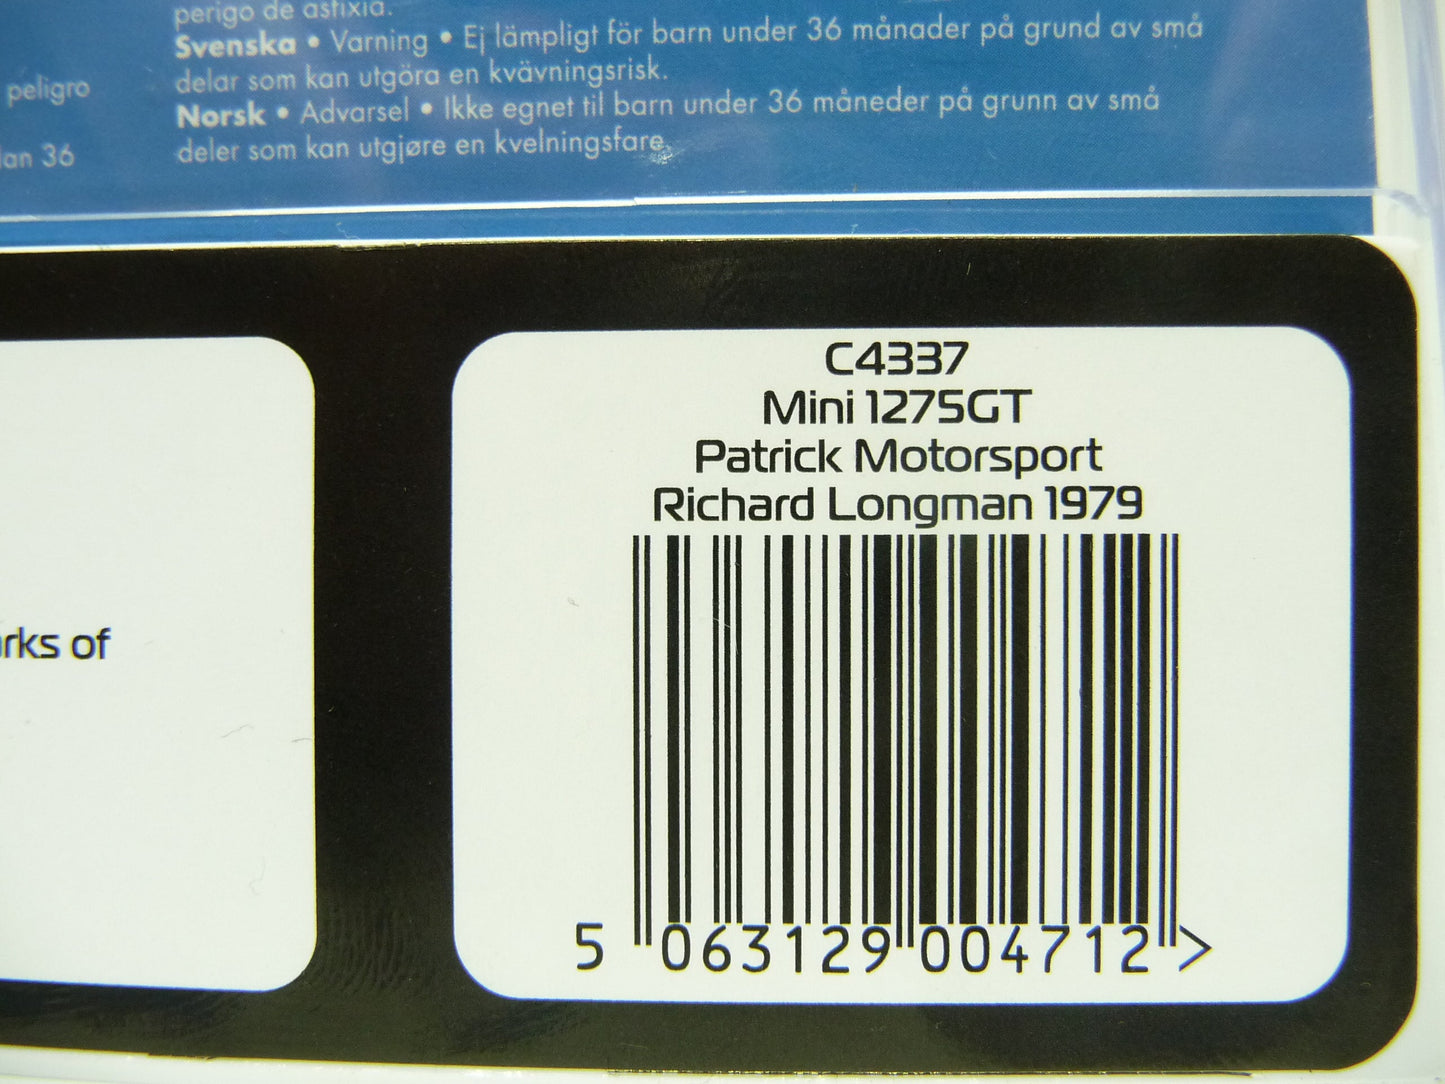 perigo de asfixia.
Svenska • Varning • Ej lämpligt för barn under 36 månader på grund av små
delar som kan utgöra en kvävningsrisk.
Norsk • Advarsel • Ikke egnet til barn under 36 måneder på grunn av små
deler som kan utgjøre en kvelningsfare.
peligro
36
of
C4337
Mini 1275GT
Patrick Motorsport
Richard Longman 1979
5 063129 004712 >